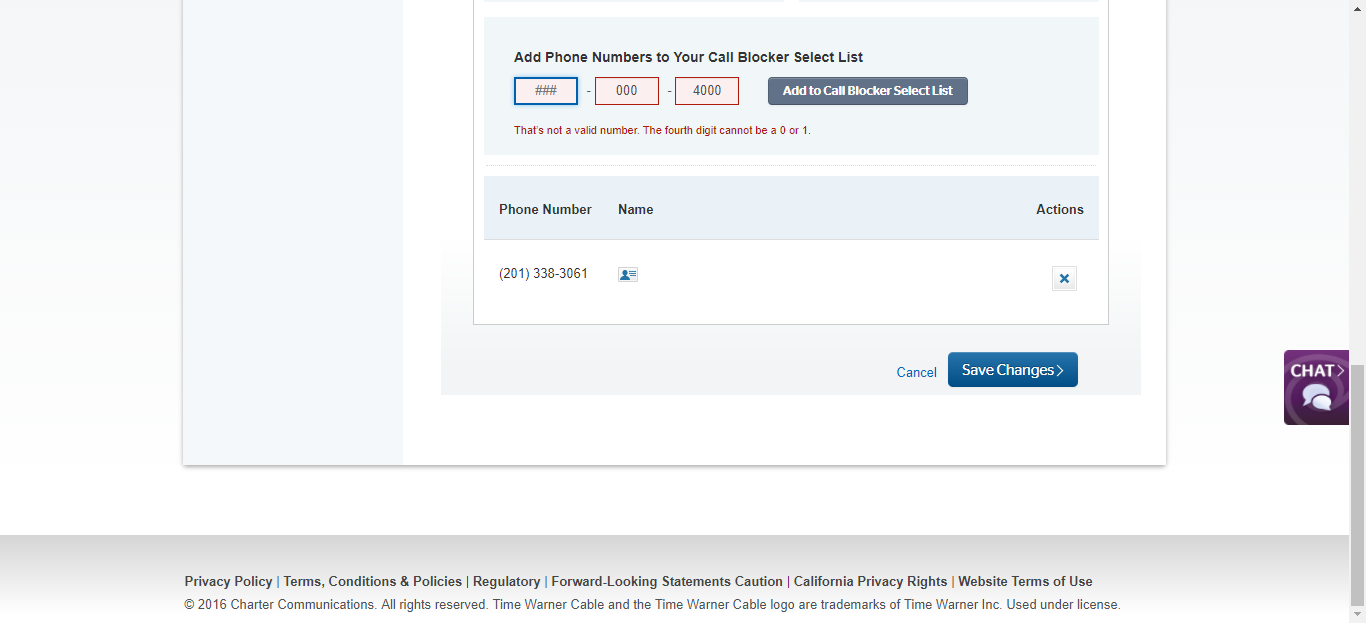 Add Phone Numbers to Your Call Blocker Select List
### - 000 - 4000 Add to Call Blocker Select List
That's not a valid number. The fourth digit cannot be a 0 or 1.
Phone Number Name Actions
(201) 338-3061
Cancel Save Changes
CHAT
Privacy Policy | Terms, Conditions & Policies | Regulatory | Forward-Looking Statements Caution | California Privacy Rights | Website Terms of Use
© 2016 Charter Communications. All rights reserved. Time Warner Cable and the Time Warner Cable logo are trademarks of Time Warner Inc. Used under license.